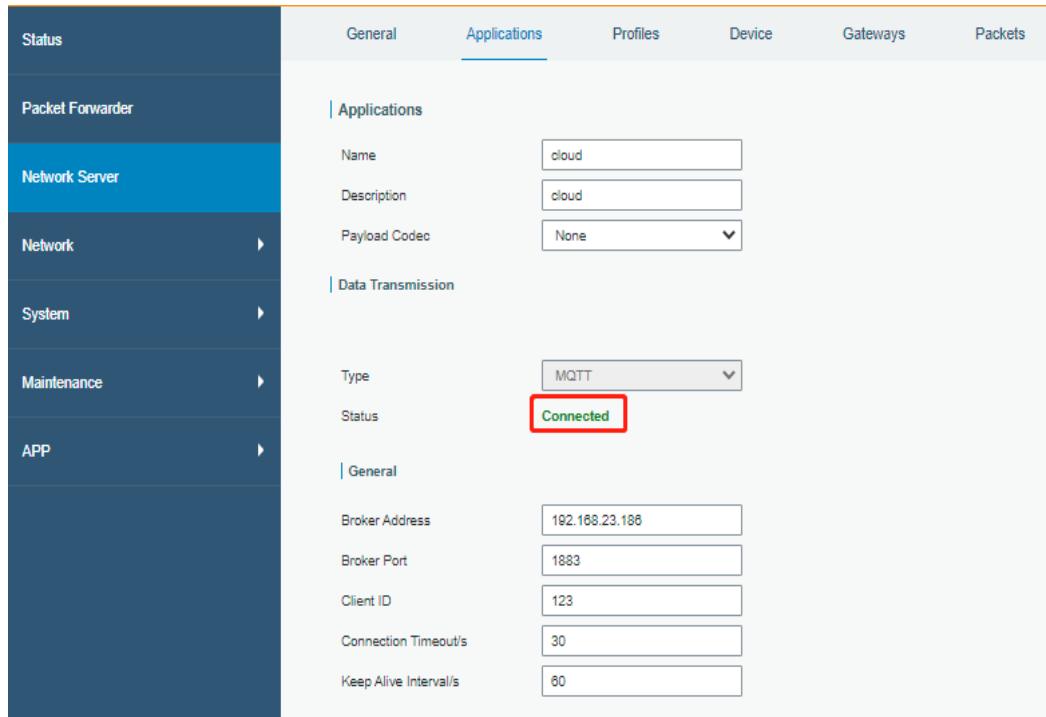 Status
Packet Forwarder
Network Server
Network
System
Maintenance
APP
General Applications Profiles Device Gateways Packets
Applications
Name cloud
Description cloud
Payload Codec None
Data Transmission
Type MQTT
Status Connected
General
Broker Address 192.168.23.186
Broker Port 1883
Client ID 123
Connection Timeout/s 30
Keep Alive Interval/s 60